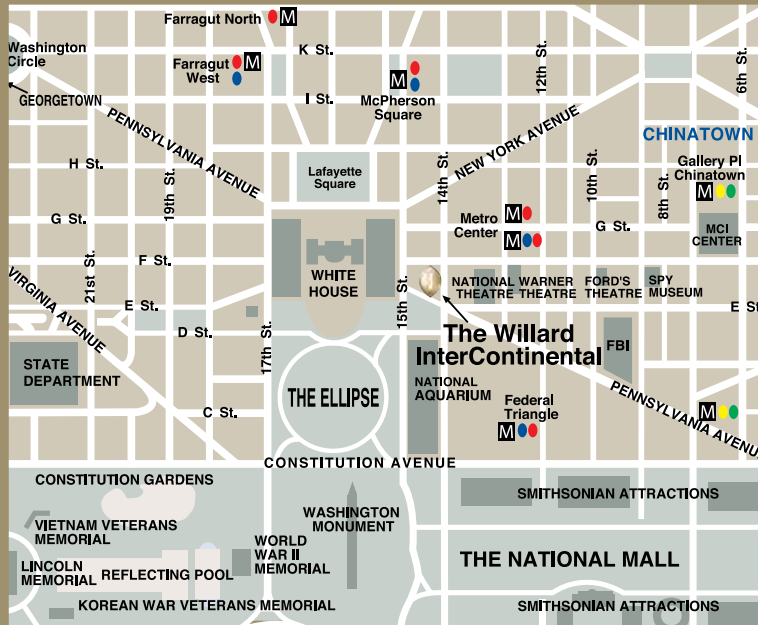 Farragut North M
Washington
Circle
K St.
12th St.
6th St.
Farragut
West
M
M
GEORGETOWN
I St.
McPherson
Square
PENNSYLVANIA AVENUE
NEW YORK AVENUE
CHINATOWN
H St.
Lafayette
Square
Gallery Pl
Chinatown
M
19th St.
14th St.
10th St.
8th St.
G St.
Metro
Center
M
M
G St.
MCI
CENTER
21st St.
F St.
WHITE
HOUSE
15th St.
NATIONAL
THEATRE
WARNER
THEATRE
FORD'S
THEATRE
SPY
MUSEUM
VIRGINIA AVENUE
E St.
E St
D St.
17th St.
The Willard
InterContinental
FBI
STATE
DEPARTMENT
THE ELLIPSE
NATIONAL
AQUARIUM
PENNSYLVANIA AVENU
C St.
Federal
Triangle
M
M
CONSTITUTION AVENUE
CONSTITUTION GARDENS
SMITHSONIAN ATTRACTIONS
WASHINGTON
MONUMENT
VIETNAM VETERANS
MEMORIAL
WORLD
WAR II
MEMORIAL
THE NATIONAL MALL
LINCOLN
MEMORIAL
REFLECTING POOL
KOREAN WAR VETERANS MEMORIAL
SMITHSONIAN ATTRACTIONS